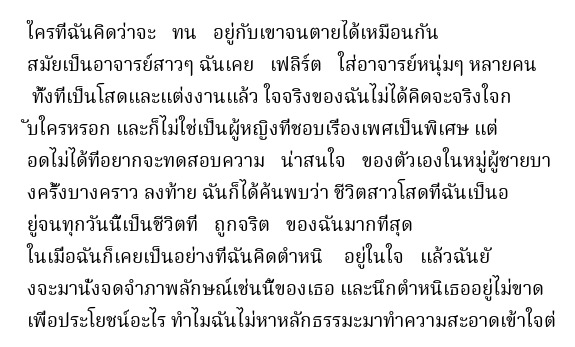 ใครที่ฉันคิดว่าจะ ทน อยู่กับเขาจนตายได้เหมือนกัน
สมัยเป็นอาจารย์สาวๆ ฉันเคย เฟลิร์ต ใส่อาจารย์หนุ่มๆ หลายคน
ทั้งที่เป็นโสดและแต่งงานแล้ว ใจจริงของฉันไม่ได้คิดจะจริงใจก
ับใครหรอก และก็ไม่ใช่เป็นผู้หญิงที่ชอบเรื่องเพศเป็นพิเศษ แต่
อดไม่ได้ที่อยากจะทดสอบความ น่าสนใจ ของตัวเองในหมู่ผู้ชายบา
งครั้งบางคราว ลงท้าย ฉันก็ได้ค้นพบว่า ชีวิตสาวโสดที่ฉันเป็นอ
ยู่จนทุกวันนี้เป็นชีวิตที่ ถูกจริต ของฉันมากที่สุด
ในเมื่อฉันก็เคยเป็นอย่างที่ฉันคิดตำหนิ อยู่ในใจ แล้วฉันยั
งจะมานั่งจดจำภาพลักษณ์เช่นนี้ของเธอ และนึกตำหนิเธออยู่ไม่ขาด
เพื่อประโยชน์อะไร ทำไมฉันไม่หาหลักธรรมะมาทำความสะอาดเข้าใจต่